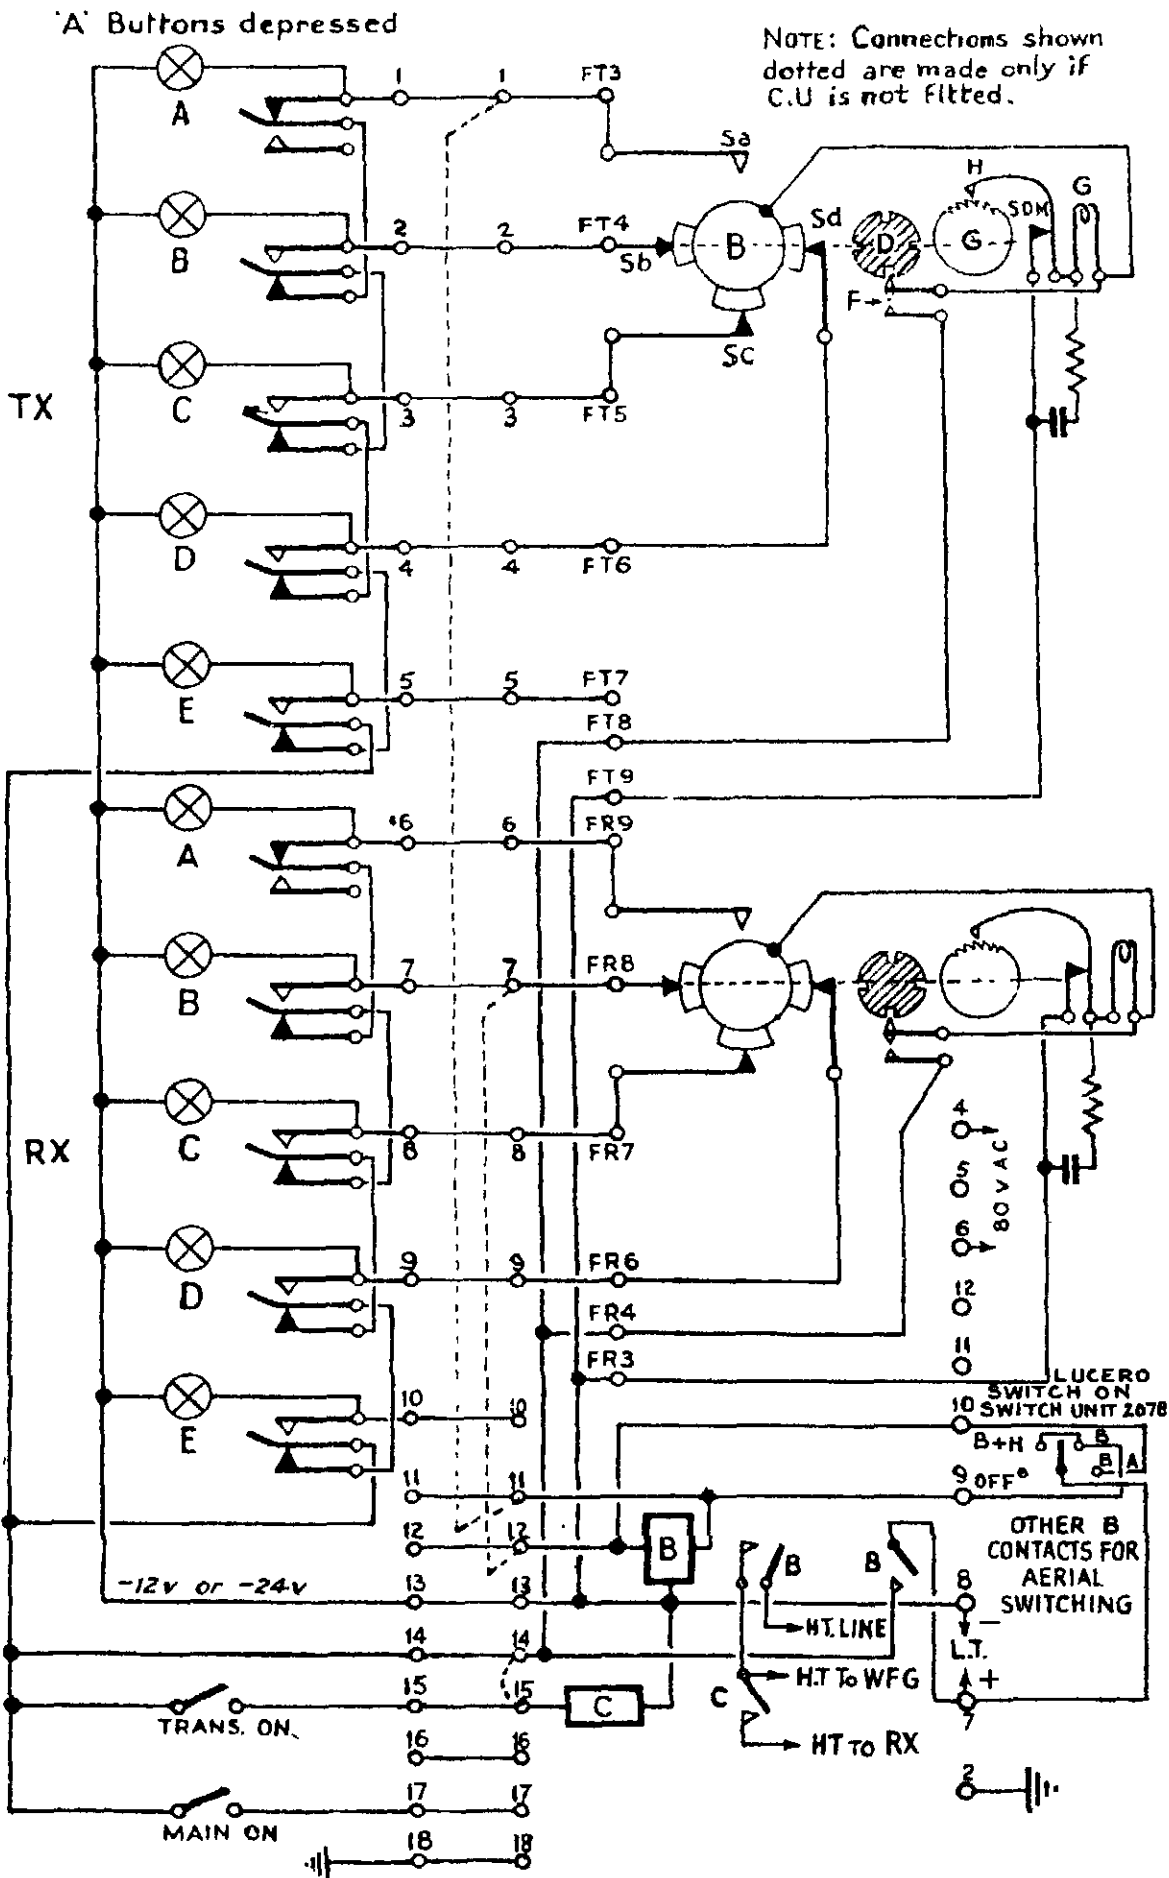 'A' Buttons depressed
NOTE: Connections shown
dotted are made only if
C.U is not fitted.
A
1
1
FT3
Sa
H
G
SOM
B
2
2
FT4
Sb
B
Sd
D
G
F
C
3
3
FT5
Sc
TX
D
4
4
FT6
E
5
5
FT7
FT8
FT9
A
6
6
FR9
B
7
7
FR8
C
8
8
FR7
RX
4
5
6
80 V AC
D
9
9
FR6
12
FR4
11
FR3
LUCERO
SWITCH ON
SWITCH UNIT 207B
E
10
10
10
B+H
B
B
A
11
11
9
OFF
12
12
B
B
B
OTHER B
CONTACTS FOR
AERIAL
SWITCHING
-12v or -24v
13
13
8
HT. LINE
−
L.T.
+
14
14
HT To WFG
7
TRANS. ON.
15
15
C
C
HT TO RX
16
16
2
MAIN ON
17
17
18
18